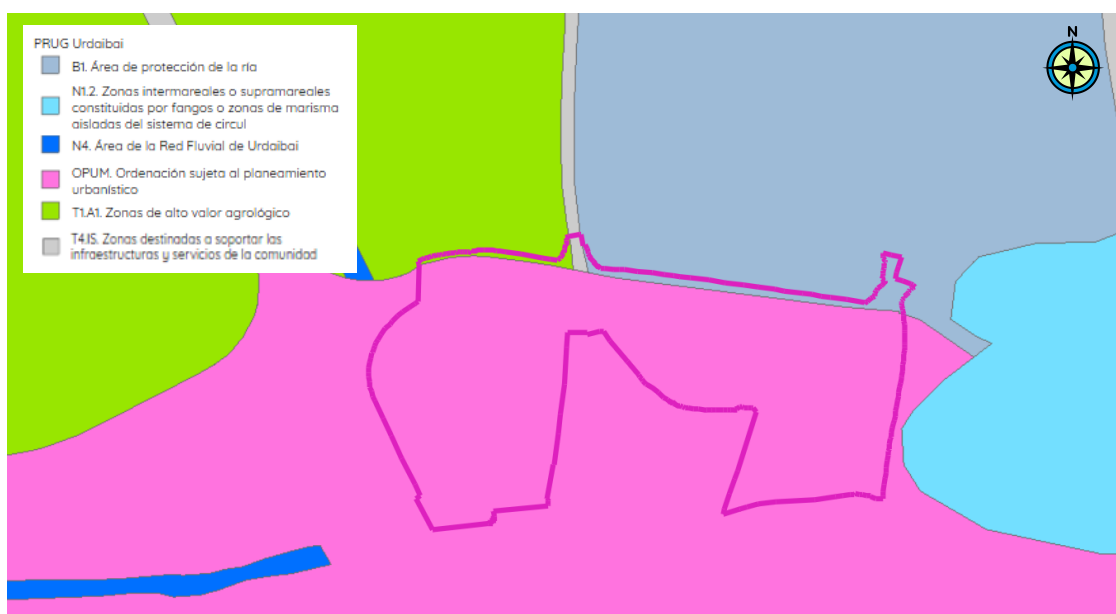 PRUG Urdaibai
B1. Área de protección de la ría
N1.2. Zonas intermareales o supramareales
constituidas por fangos o zonas de marisma
aisladas del sistema de círcul
N4. Área de la Red Fluvial de Urdaibai
OPUM. Ordenación sujeta al planeamiento
urbanístico
T1.A1. Zonas de alto valor agrológico
T4.IS. Zonas destinadas a soportar las
infraestructuras y servicios de la comunidad
N